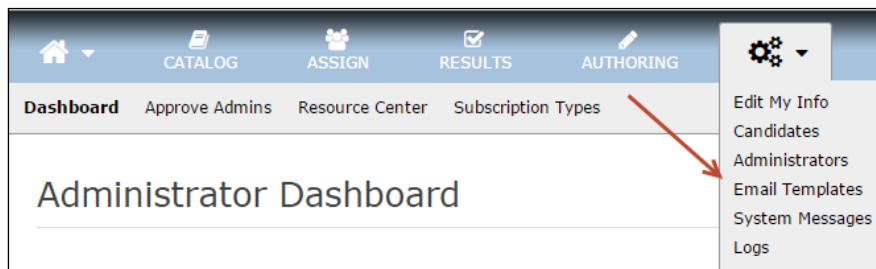 CATALOG ASSIGN RESULTS AUTHORING
Dashboard Approve Admins Resource Center Subscription Types
Administrator Dashboard
Edit My Info
Candidates
Administrators
Email Templates
System Messages
Logs